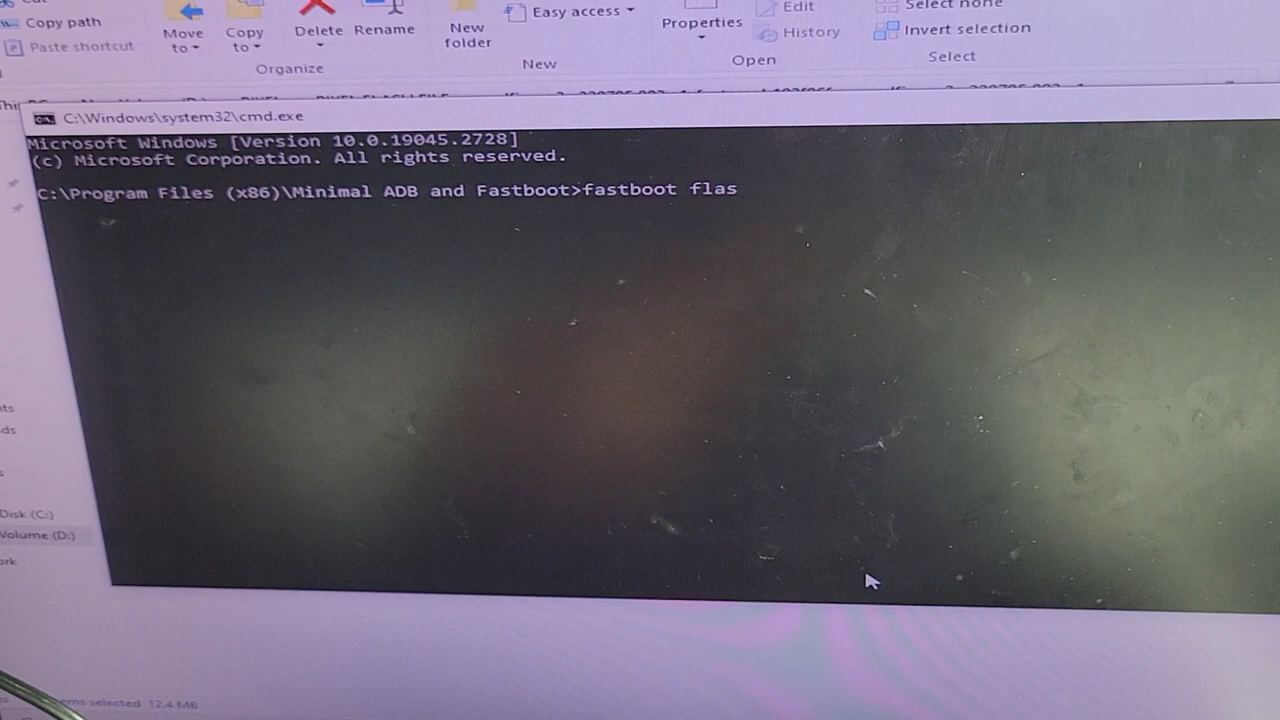 Copy path
Paste shortcut
Move
to
Copy
to
Delete
Rename
Organize
New
folder
Easy access
New
Properties
Edit
History
Open
Select none
Invert selection
Select
C:\Windows\system32\cmd.exe
Microsoft Windows [Version 10.0.19045.2728]
(c) Microsoft Corporation. All rights reserved.
C:\Program Files (x86)\Minimal ADB and Fastboot>fastboot flas
Disk (C:)
Volume (D:)
selected 12.4 MB